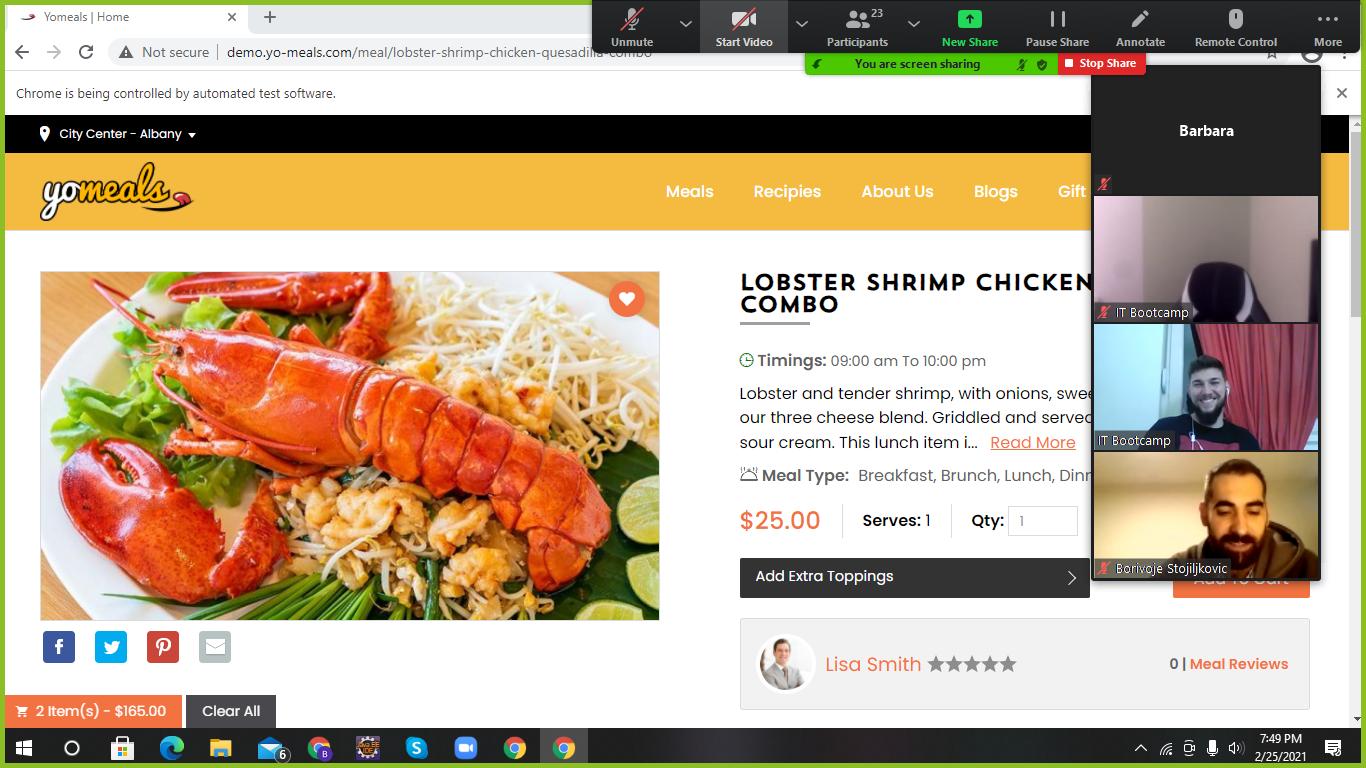 Yomeals | Home
Unmute
Start Video
Participants
23
New Share
Pause Share
Annotate
Remote Control
More
Not secure
demo.yo-meals.com/meal/lobster-shrimp-chicken-quesadilla-combo
You are screen sharing
Stop Share
Chrome is being controlled by automated test software.
City Center - Albany
yomeals
Meals
Recipies
About Us
Blogs
Gift
Barbara
IT Bootcamp
IT Bootcamp
Borivoje Stojiljkovic
LOBSTER SHRIMP CHICKEN
COMBO
Timings: 09:00 am To 10:00 pm
Lobster and tender shrimp, with onions, swee
our three cheese blend. Griddled and served
sour cream. This lunch item i... Read More
Meal Type: Breakfast, Brunch, Lunch, Dinn
$25.00
Serves: 1
Qty: 1
Add Extra Toppings
Add To Cart
Lisa Smith
0 | Meal Reviews
2 Item(s) - $165.00
Clear All
6
B
Java EE
IDE
7:49 PM
2/25/2021